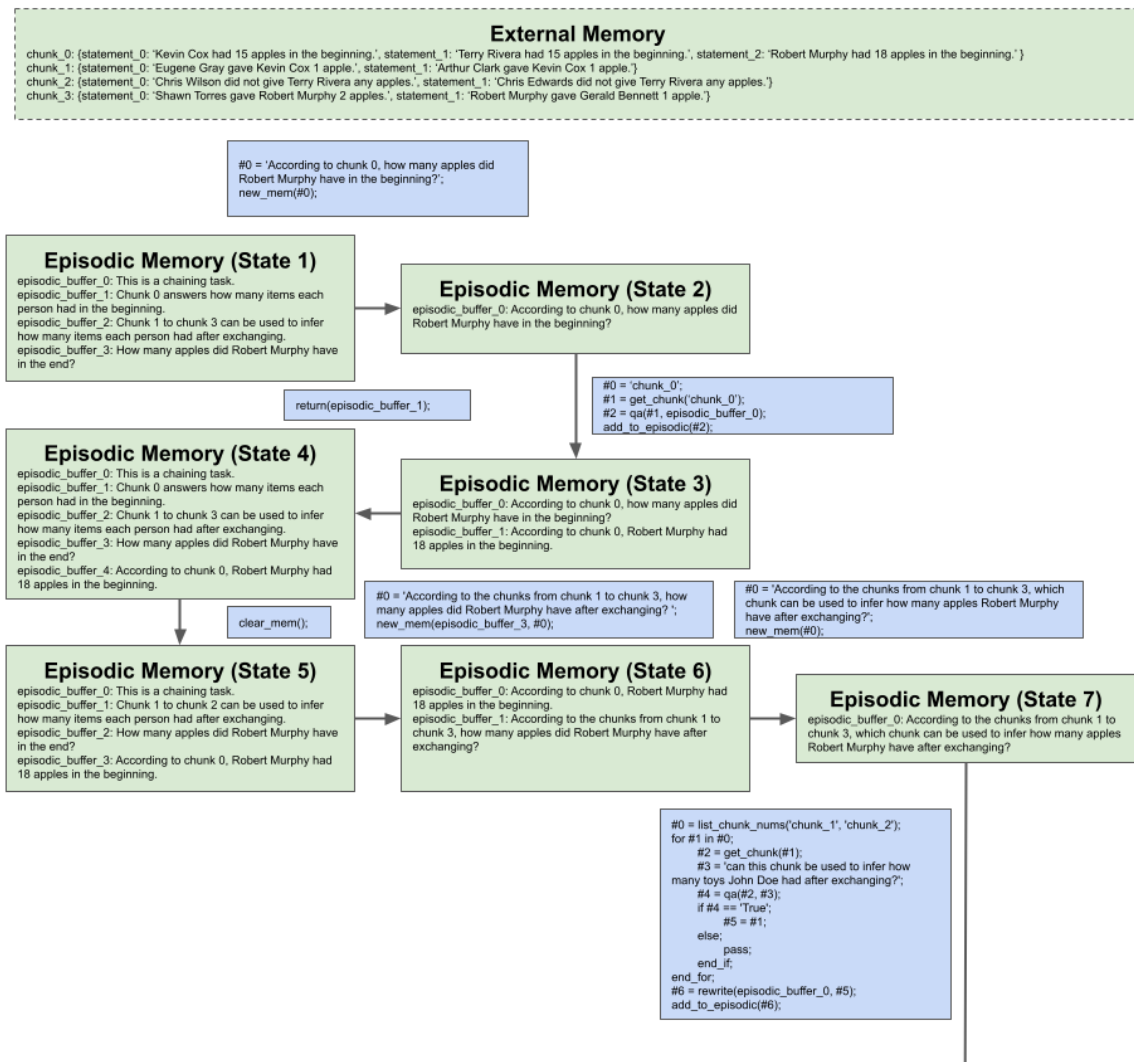 External Memory
chunk_0: {statement_0: ‘Kevin Cox had 15 apples in the beginning.’, statement_1: ‘Terry Rivera had 15 apples in the beginning.’, statement_2: ‘Robert Murphy had 18 apples in the beginning.’ }
chunk_1: {statement_0: ‘Eugene Gray gave Kevin Cox 1 apple.’, statement_1: ‘Arthur Clark gave Kevin Cox 1 apple.’}
chunk_2: {statement_0: ‘Chris Wilson did not give Terry Rivera any apples.’, statement_1: ‘Chris Edwards did not give Terry Rivera any apples.’}
chunk_3: {statement_0: ‘Shawn Torres gave Robert Murphy 2 apples.’, statement_1: ‘Robert Murphy gave Gerald Bennett 1 apple.’}
#0 = ‘According to chunk 0, how many apples did
Robert Murphy have in the beginning?’;
new_mem(#0);
Episodic Memory (State 1)
episodic_buffer_0: This is a chaining task.
episodic_buffer_1: Chunk 0 answers how many items each
person had in the beginning.
episodic_buffer_2: Chunk 1 to chunk 3 can be used to infer
how many items each person had after exchanging.
episodic_buffer_3: How many apples did Robert Murphy have
in the end?
Episodic Memory (State 2)
episodic_buffer_0: According to chunk 0, how many apples did
Robert Murphy have in the beginning?
#0 = ‘chunk_0’;
#1 = get_chunk(‘chunk_0’);
#2 = qa(#1, episodic_buffer_0);
add_to_episodic(#2);
return(episodic_buffer_1);
Episodic Memory (State 4)
episodic_buffer_0: This is a chaining task.
episodic_buffer_1: Chunk 0 answers how many items each
person had in the beginning.
episodic_buffer_2: Chunk 1 to chunk 3 can be used to infer
how many items each person had after exchanging.
episodic_buffer_3: How many apples did Robert Murphy have
in the end?
episodic_buffer_4: According to chunk 0, Robert Murphy had
18 apples in the beginning.
Episodic Memory (State 3)
episodic_buffer_0: According to chunk 0, how many apples did
Robert Murphy have in the beginning?
episodic_buffer_1: According to chunk 0, Robert Murphy had
18 apples in the beginning.
clear_mem();
#0 = ‘According to the chunks from chunk 1 to chunk 3, how
many apples did Robert Murphy have after exchanging? ‘;
new_mem(episodic_buffer_3, #0);
#0 = ‘According to the chunks from chunk 1 to chunk 3, which
chunk can be used to infer how many apples Robert Murphy
have after exchanging?’;
new_mem(#0);
Episodic Memory (State 5)
episodic_buffer_0: This is a chaining task.
episodic_buffer_1: Chunk 1 to chunk 2 can be used to infer
how many items each person had after exchanging.
episodic_buffer_2: How many apples did Robert Murphy have
in the end?
episodic_buffer_3: According to chunk 0, Robert Murphy had
18 apples in the beginning.
Episodic Memory (State 6)
episodic_buffer_0: According to chunk 0, Robert Murphy had
18 apples in the beginning.
episodic_buffer_1: According to the chunks from chunk 1 to
chunk 3, how many apples did Robert Murphy have after
exchanging?
Episodic Memory (State 7)
episodic_buffer_0: According to the chunks from chunk 1 to
chunk 3, which chunk can be used to infer how many apples
Robert Murphy have after exchanging?
#0 = list_chunk_nums('chunk_1', 'chunk_2');
for #1 in #0;
#2 = get_chunk(#1);
#3 = 'can this chunk be used to infer how
many toys John Doe had after exchanging?';
#4 = qa(#2, #3);
if #4 == 'True';
#5 = #1;
else;
pass;
end_if;
end_for;
#6 = rewrite(episodic_buffer_0, #5);
add_to_episodic(#6);